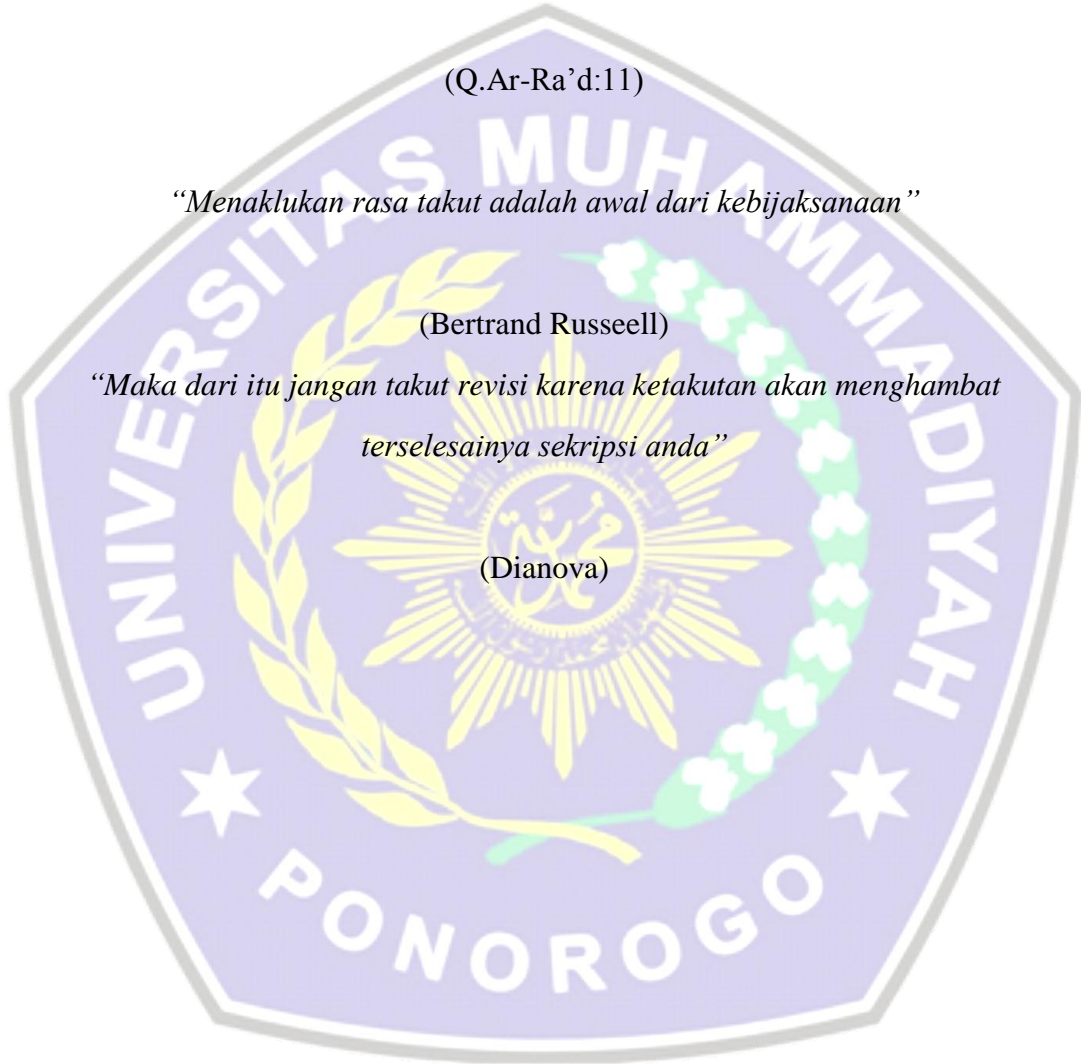 (Q.Ar-Ra’d:11)
“Menaklukan rasa takut adalah awal dari kebijaksanaan”
(Bertrand Russeell)
“Maka dari itu jangan takut revisi karena ketakutan akan menghambat
terselesainya sekripsi anda”
(Dianova)
UNIVERSITAS MUHAMMADIYAH
PONOROGO